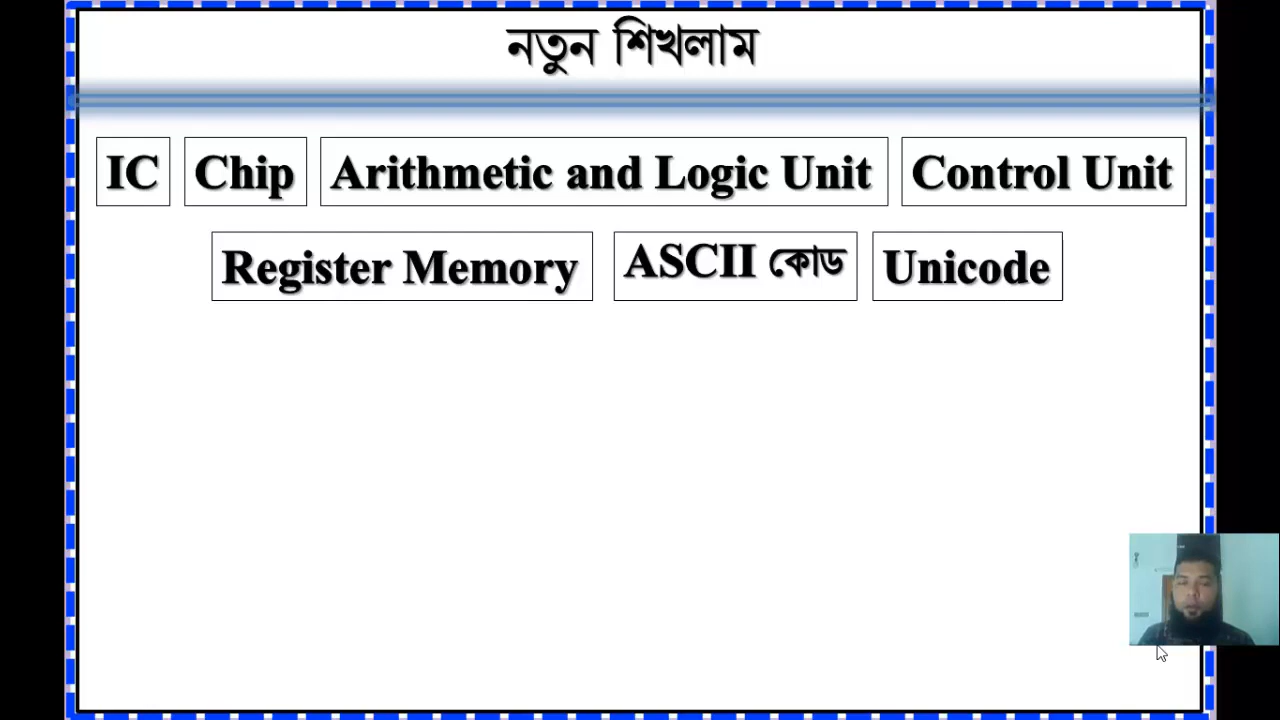 নতুন শিখলাম
IC Chip Arithmetic and Logic Unit Control Unit
Register Memory ASCII কোড Unicode